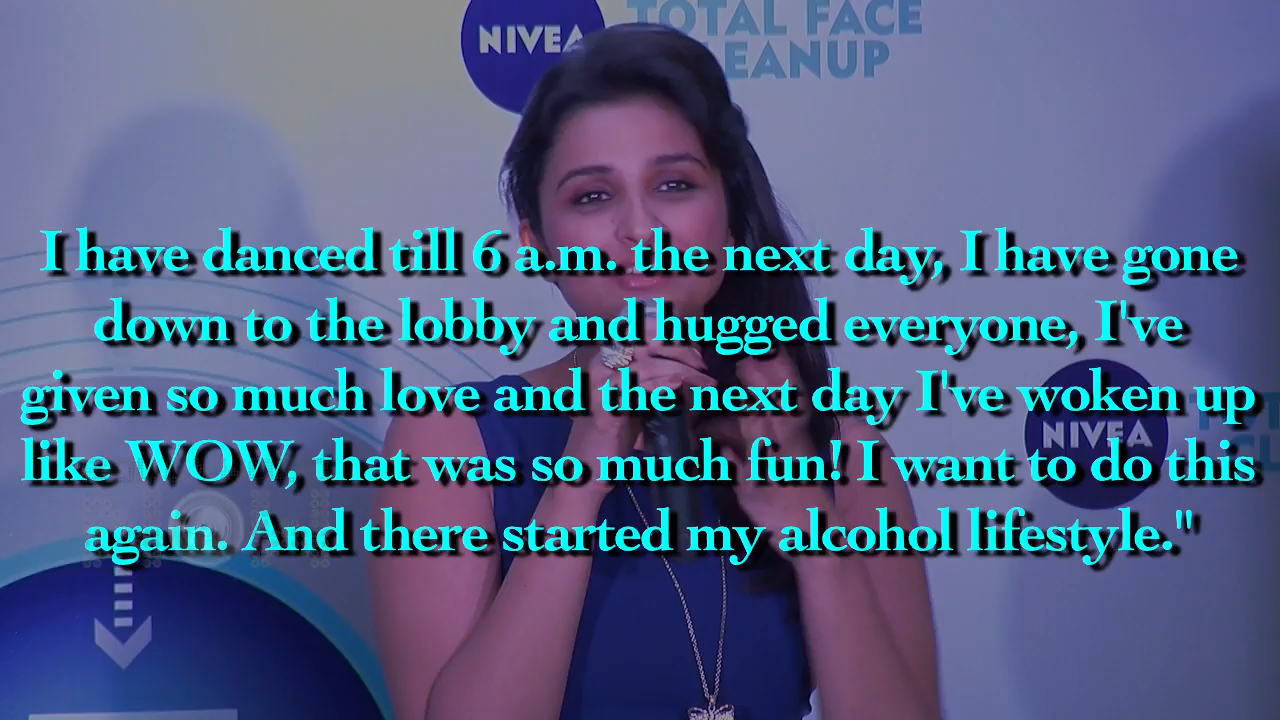 NIVEA
TOTAL FACE
CLEANUP
I have danced till 6 a.m. the next day, I have gone
down to the lobby and hugged everyone, I've
given so much love and the next day I've woken up
like WOW, that was so much fun! I want to do this
again. And there started my alcohol lifestyle."
NIVEA